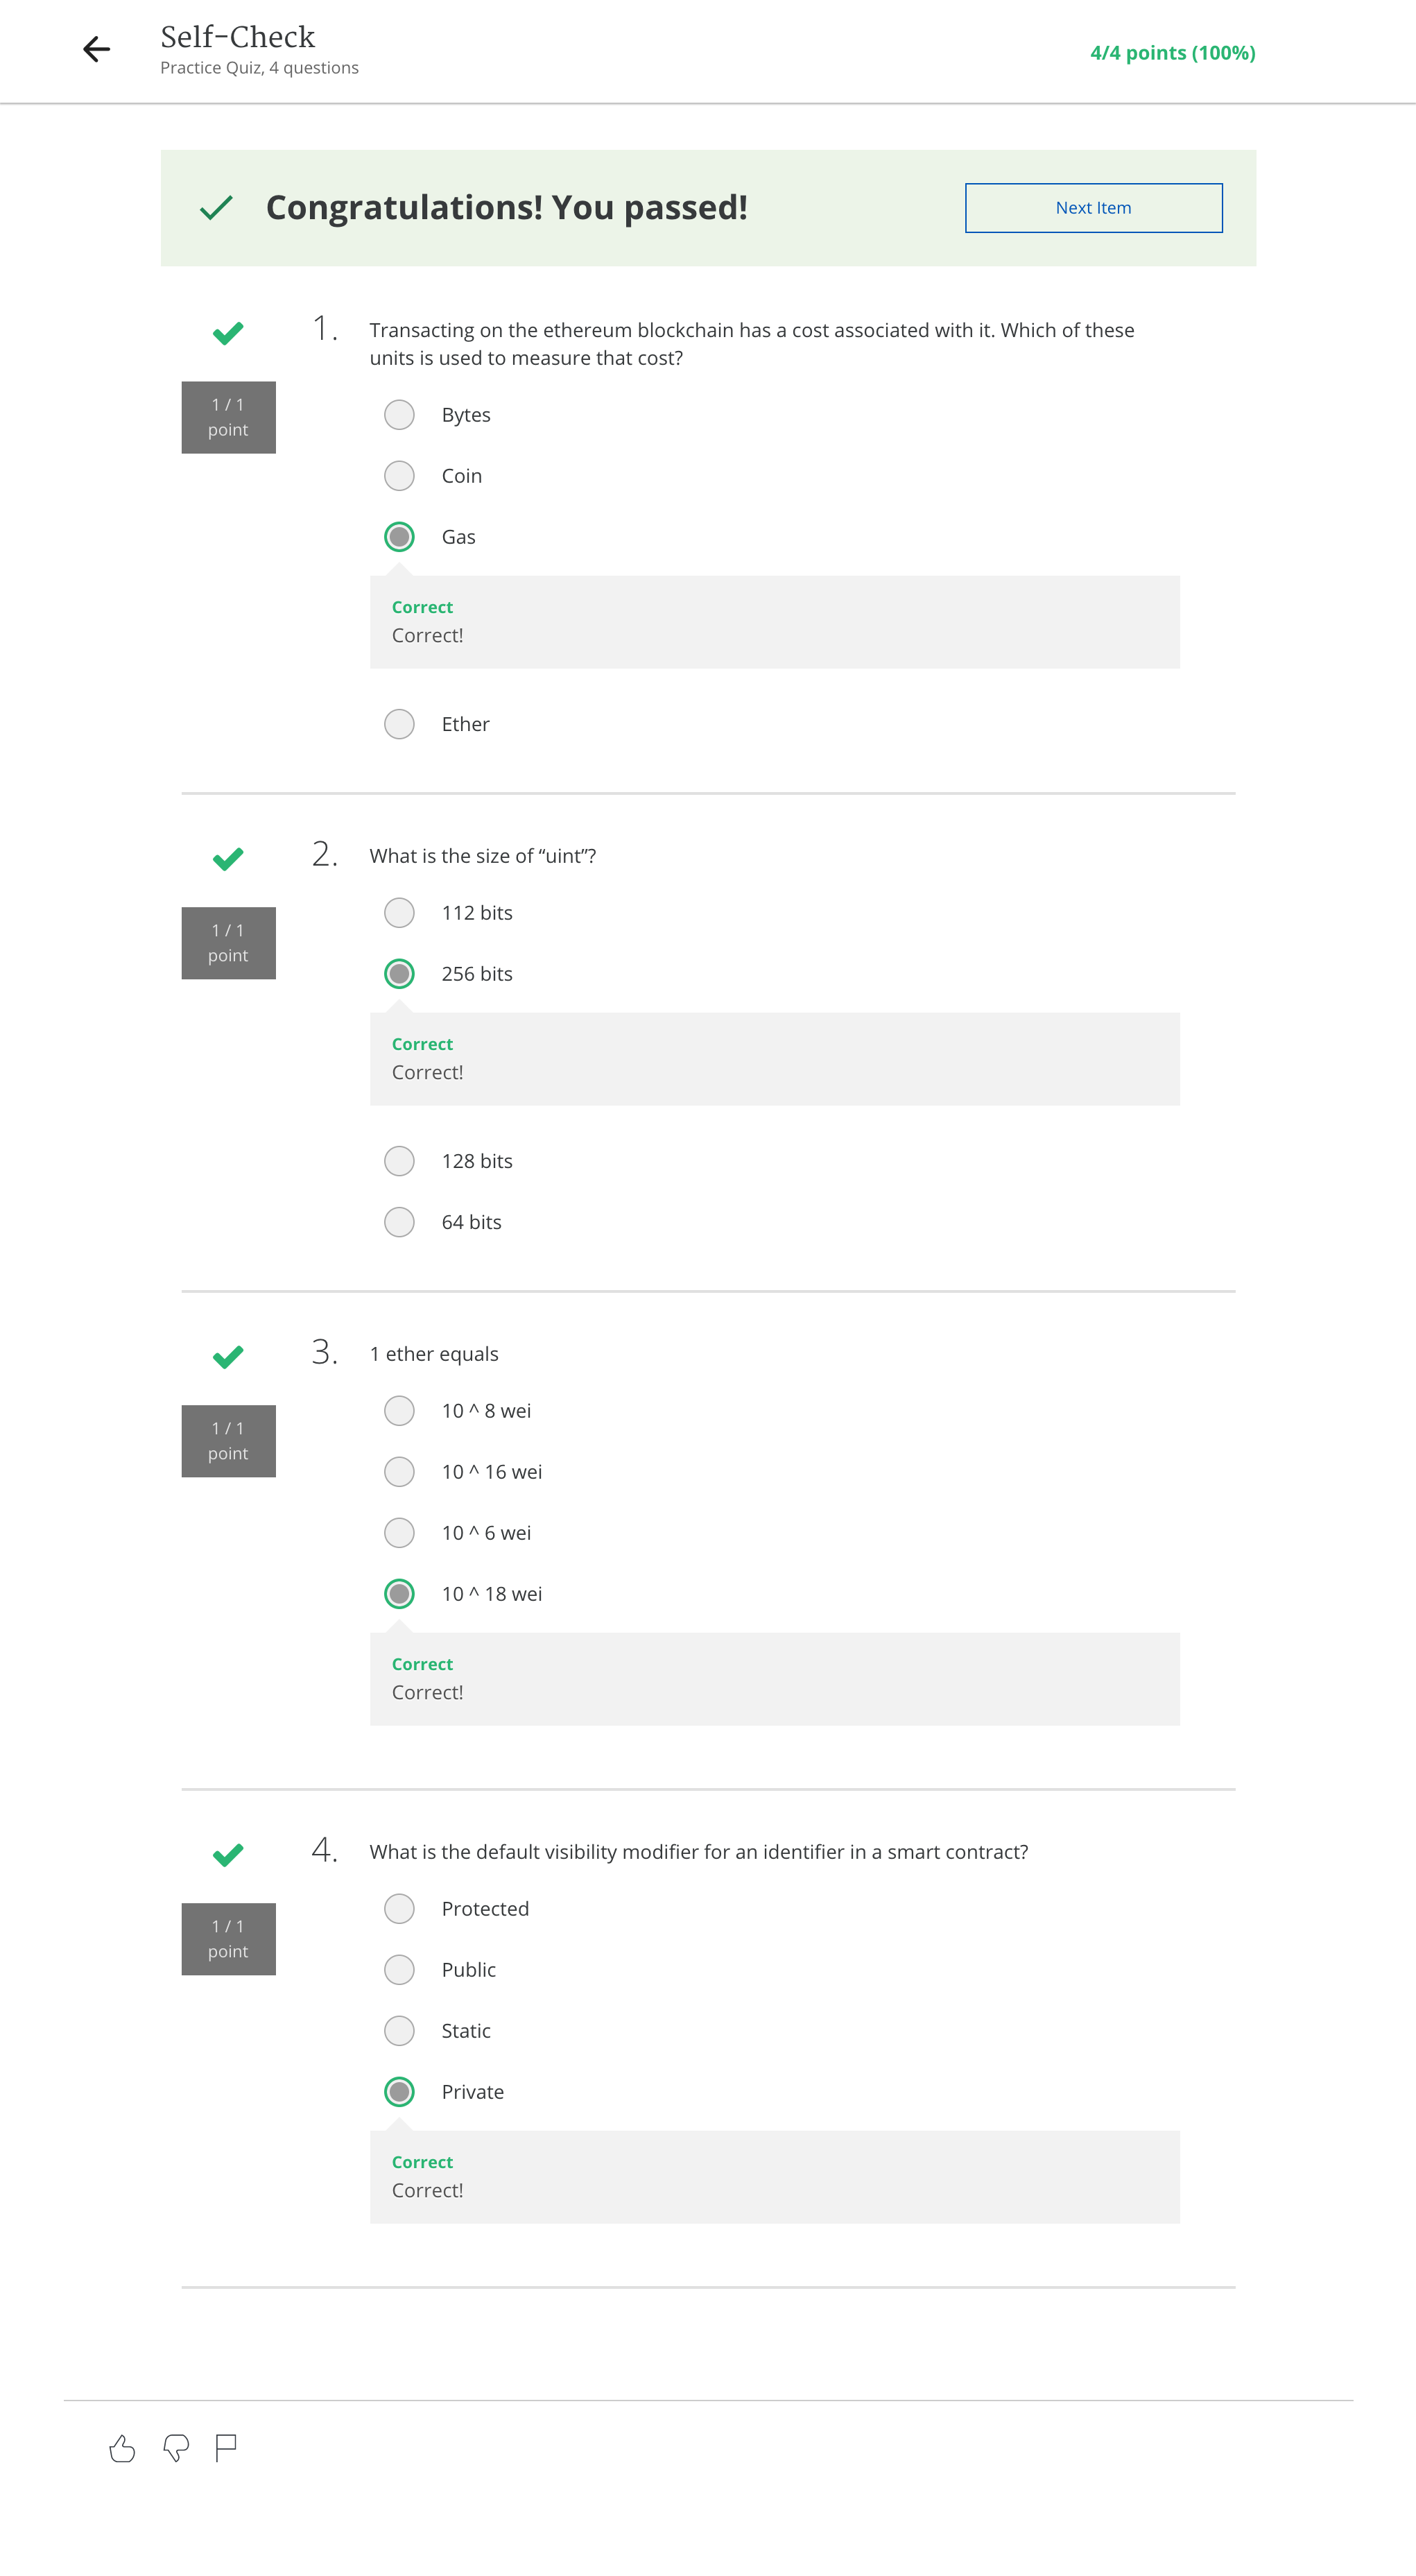 Self-Check
Practice Quiz, 4 questions
4/4 points (100%)
Congratulations! You passed!
Next Item
1.
Transacting on the ethereum blockchain has a cost associated with it. Which of these
units is used to measure that cost?
1 / 1
point
Bytes
Coin
Gas
Correct
Correct!
Ether
2.
What is the size of “uint”?
1 / 1
point
112 bits
256 bits
Correct
Correct!
128 bits
64 bits
3.
1 ether equals
1 / 1
point
10 ^ 8 wei
10 ^ 16 wei
10 ^ 6 wei
10 ^ 18 wei
Correct
Correct!
4.
What is the default visibility modifier for an identifier in a smart contract?
1 / 1
point
Protected
Public
Static
Private
Correct
Correct!